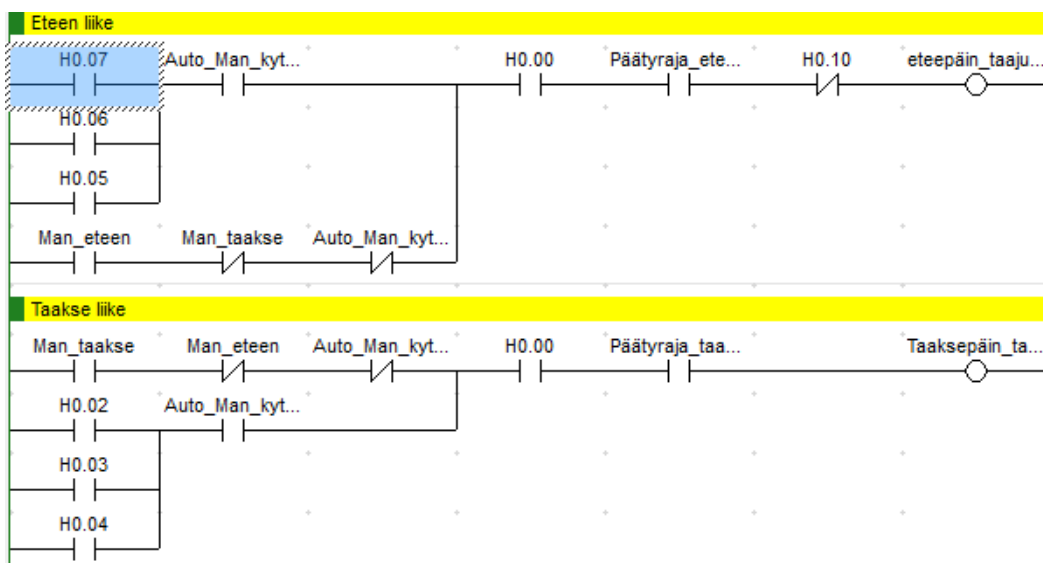 Eteen liike
H0.07 Auto_Man_kyt... H0.00 Päätyraja_ete... H0.10 eteepäin_taaju...
H0.06
H0.05
Man_eteen Man_taakse Auto_Man_kyt...
Taakse liike
Man_taakse Man_eteen Auto_Man_kyt... H0.00 Päätyraja_taa... Taaksepäin_ta...
H0.02 Auto_Man_kyt...
H0.03
H0.04